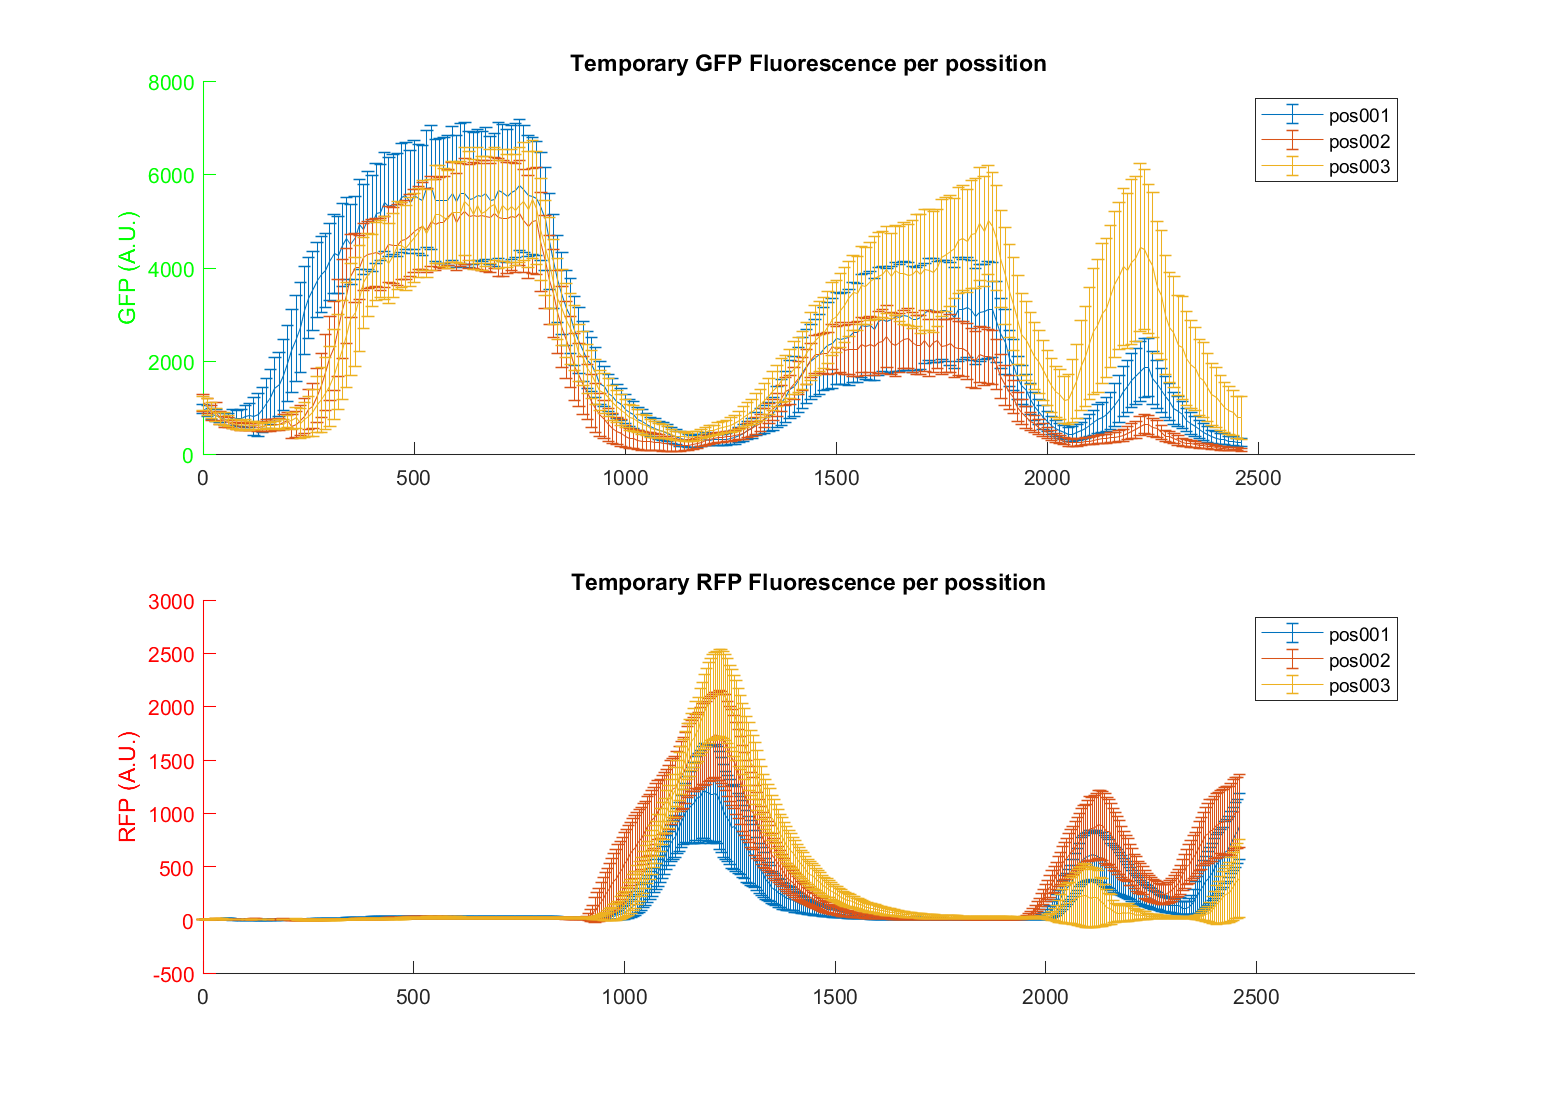 Temporary GFP Fluorescence per possition
8000
6000
4000
2000
0
GFP (A.U.)
0 500 1000 1500 2000 2500
pos001
pos002
pos003
Temporary RFP Fluorescence per possition
3000
2500
2000
1500
1000
500
0
-500
RFP (A.U.)
0 500 1000 1500 2000 2500
pos001
pos002
pos003